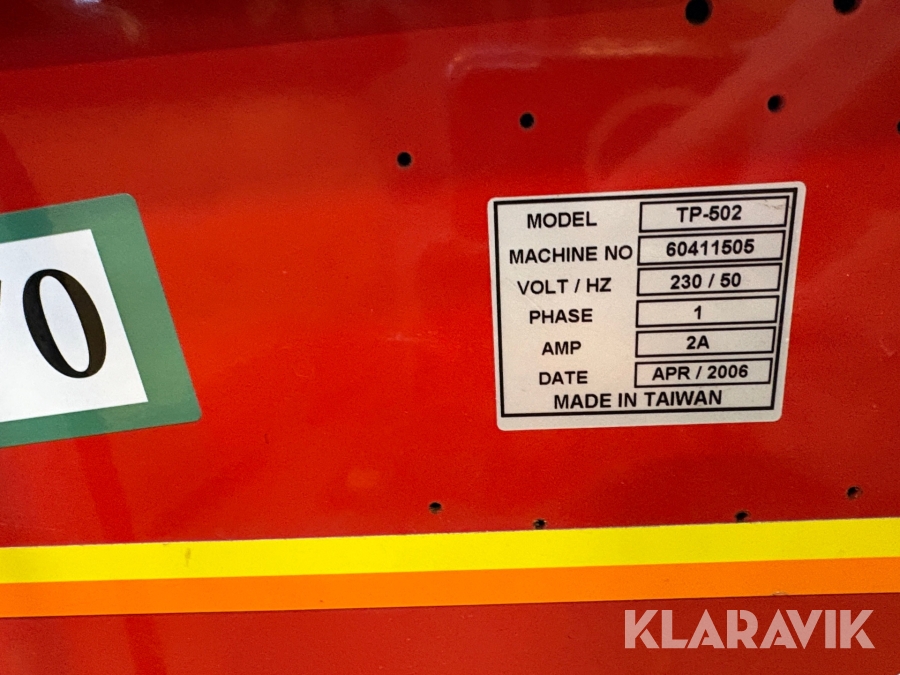 0
MODEL TP-502
MACHINE NO 60411505
VOLT / HZ 230 / 50
PHASE 1
AMP 2A
DATE APR / 2006
MADE IN TAIWAN
KLARAVIK